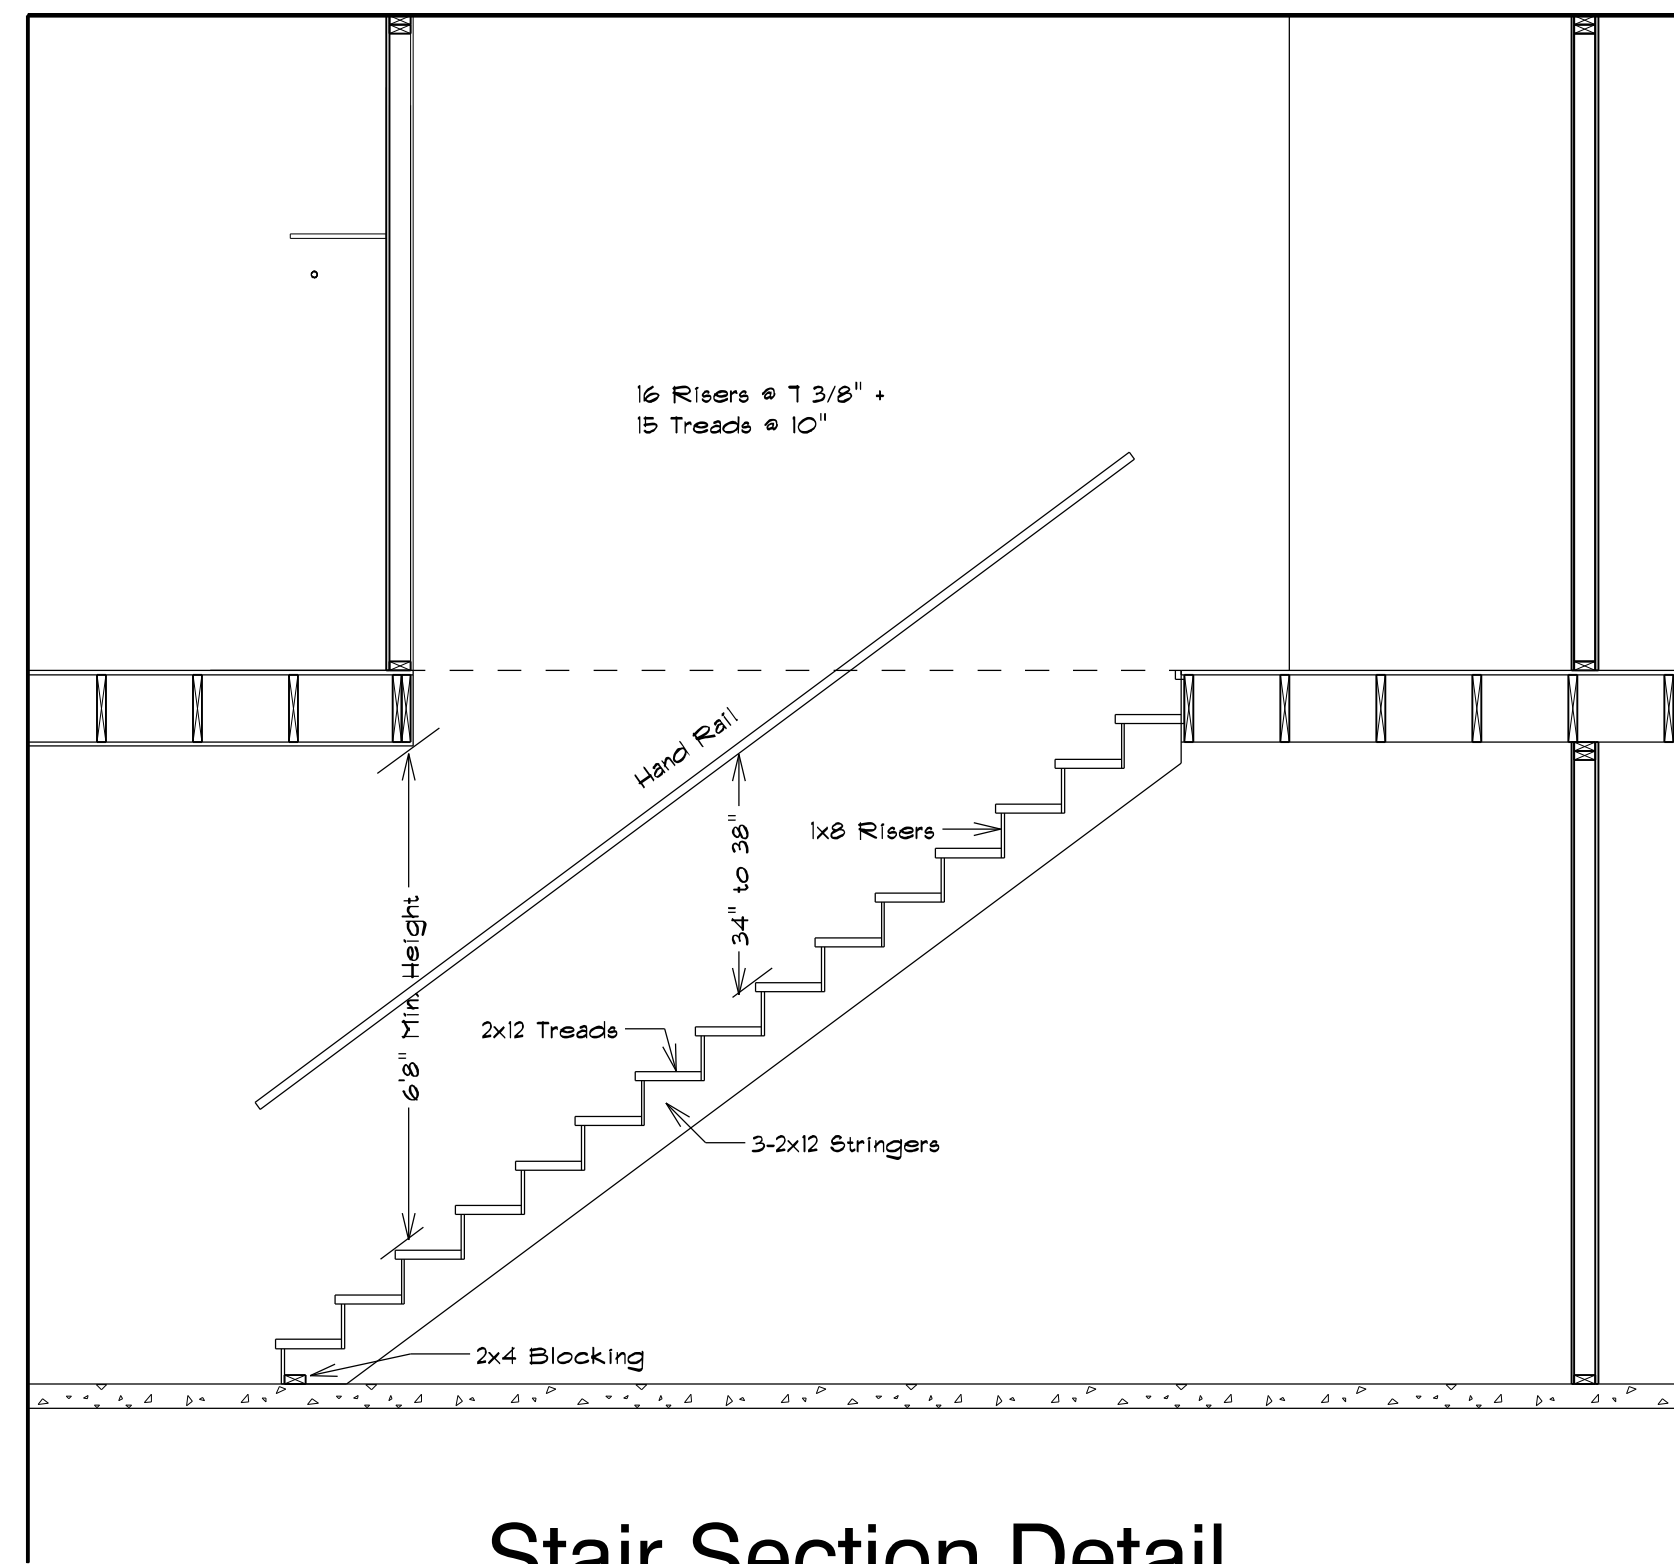 16 Risers @ 7 3/8" +
15 Treads @ 10"
Hand Rail
1x8 Risers
34" to 38"
6'8" Min. Height
2x12 Treads
3-2x12 Stringers
2x4 Blocking
Stair Section Detail